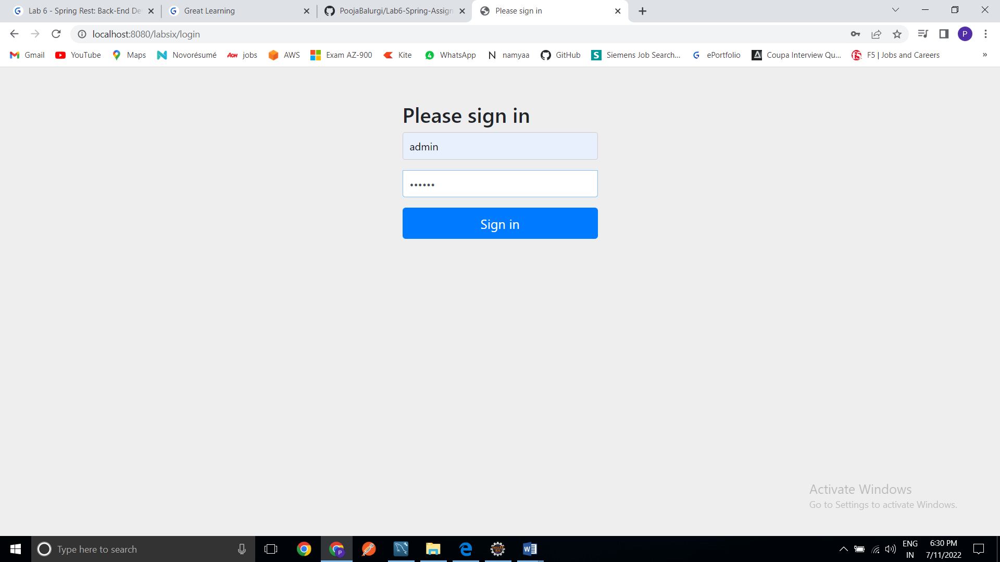 Lab 6 - Spring Rest: Back-End De
Great Learning
PoojaBalurgi/Lab6-Spring-Assign
Please sign in
localhost:8080/labsix/login
P
Gmail
YouTube
Maps
Novorésumé
AON jobs
AWS
Exam AZ-900
Kite
4 WhatsApp
N namyaa
GitHub
S Siemens Job Search...
G ePortfolio
Coupa Interview Qu...
F5 | Jobs and Careers
»
Please sign in
admin
••••••
Sign in
Activate Windows
Go to Settings to activate Windows.
Type here to search
ENG
IN
6:30 PM
7/11/2022